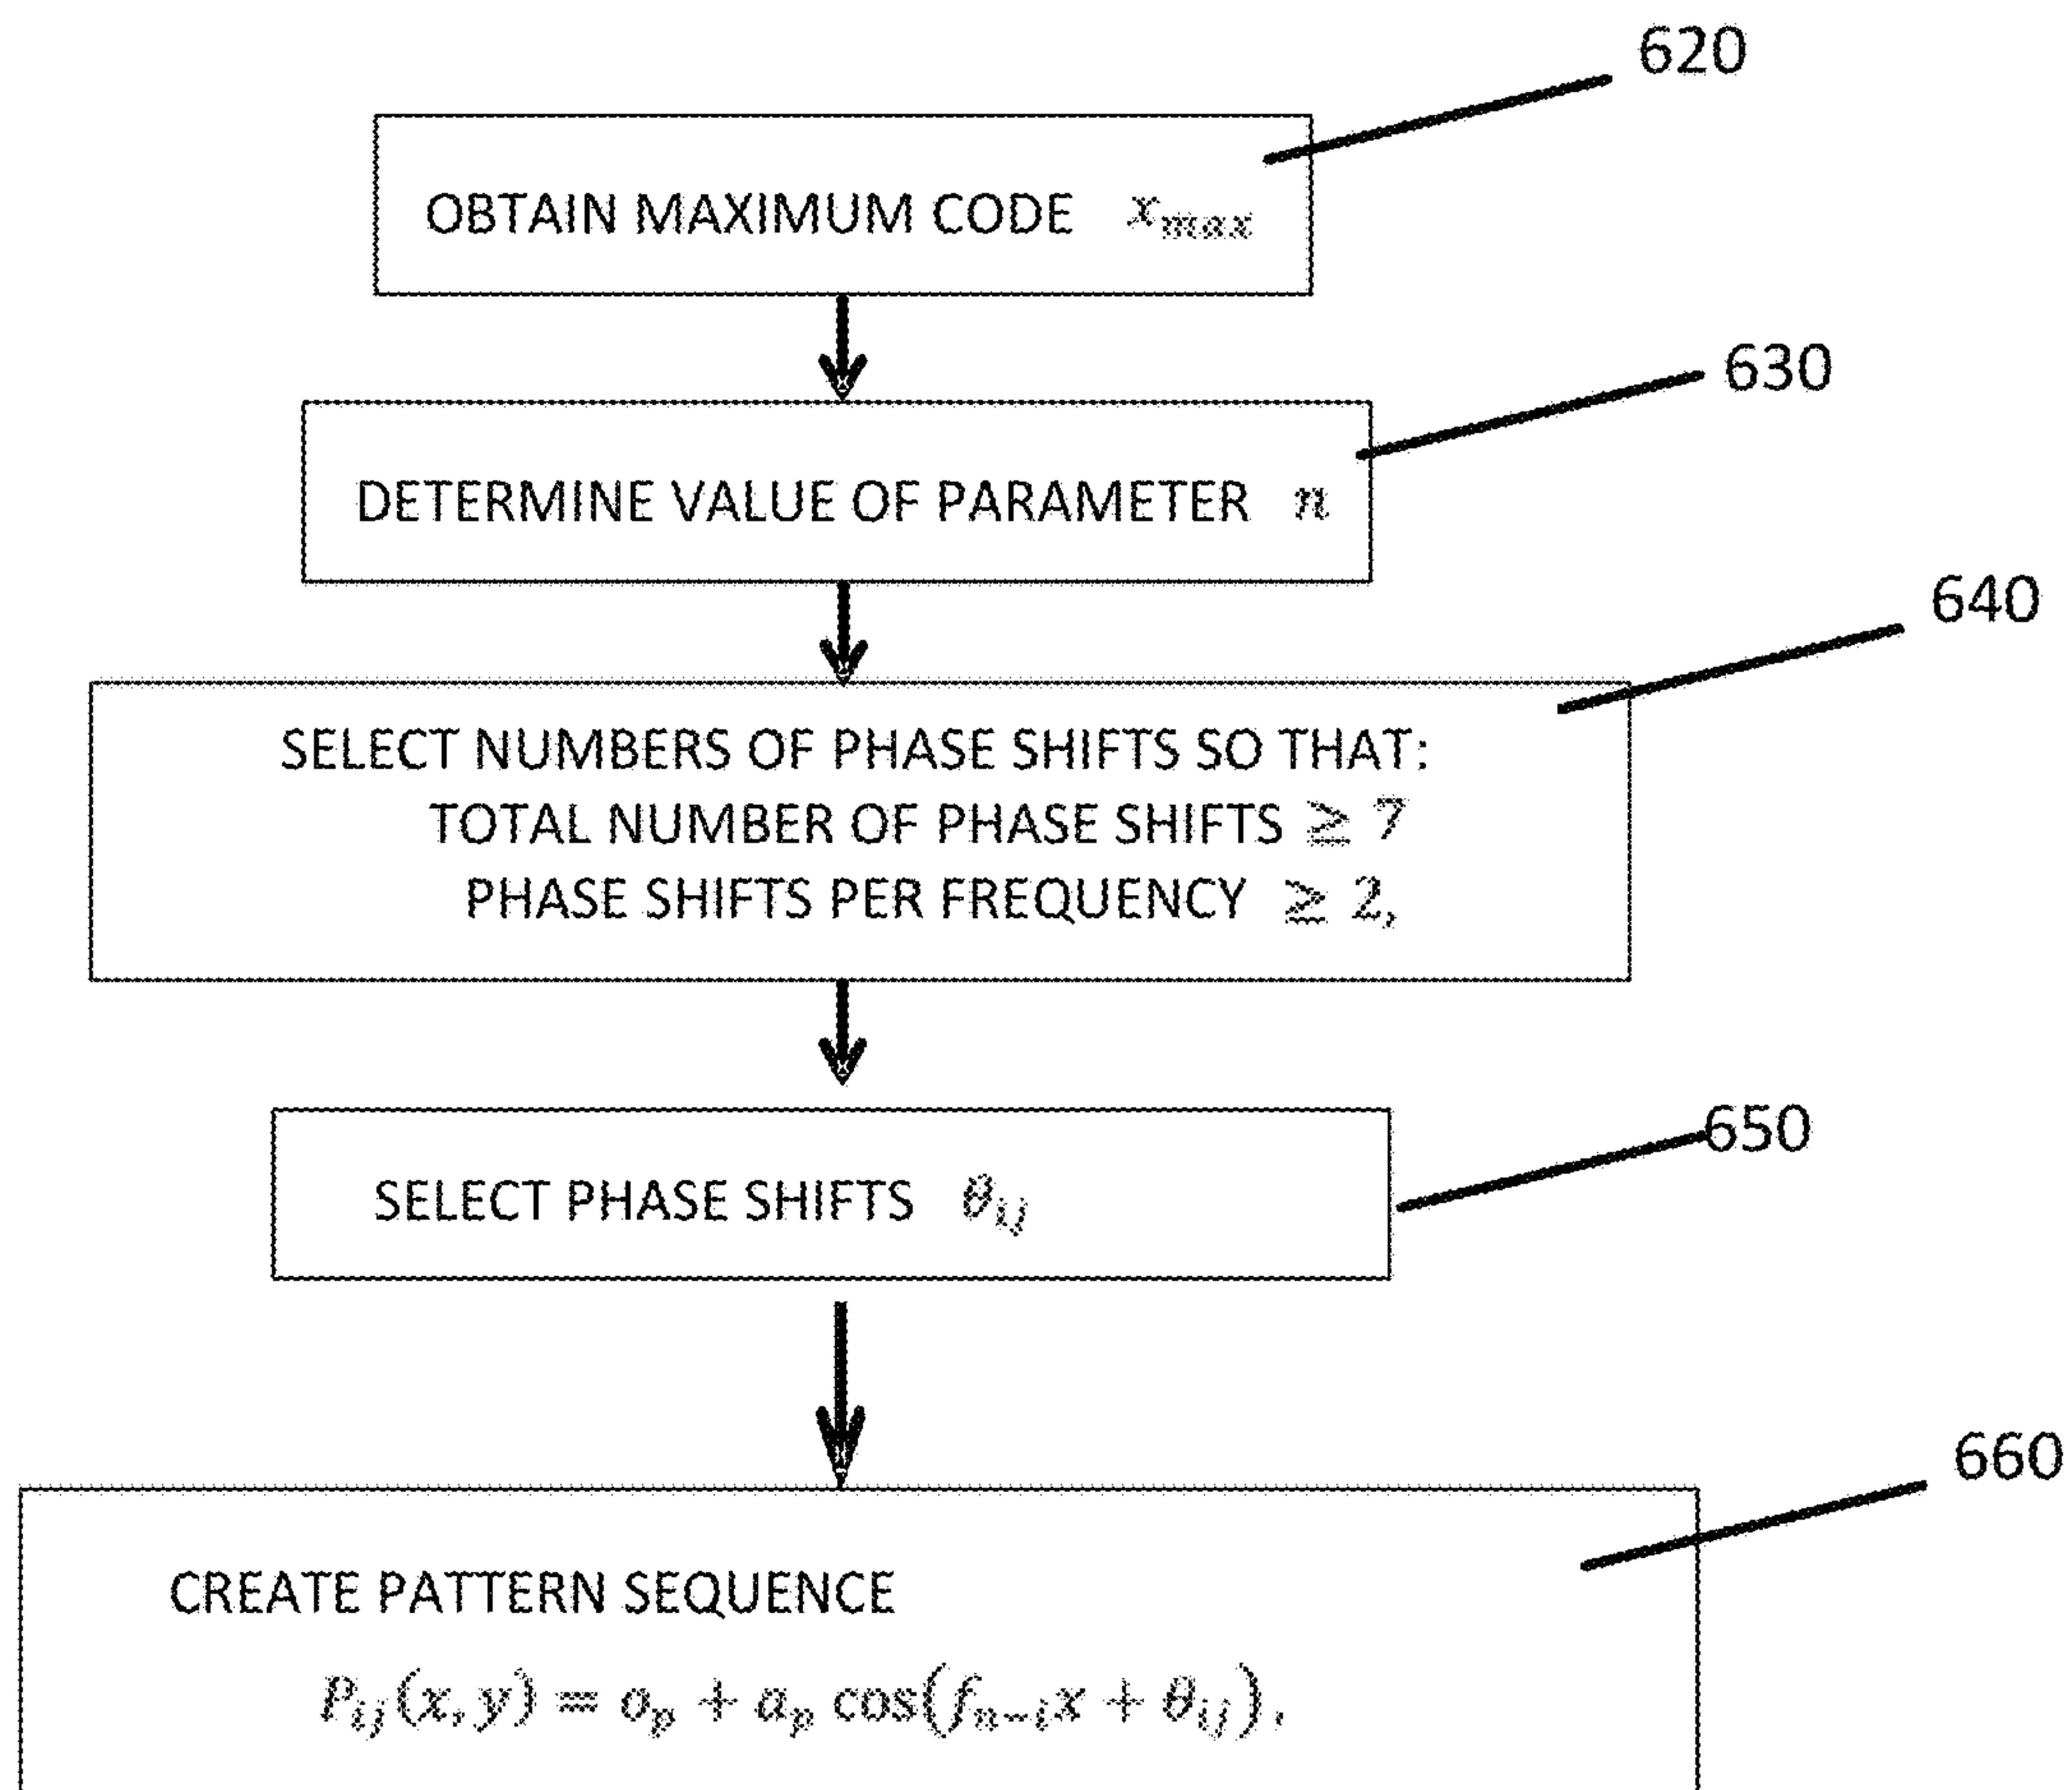 620
OBTAIN MAXIMUM CODE x_max
630
DETERMINE VALUE OF PARAMETER n
640
SELECT NUMBERS OF PHASE SHIFTS SO THAT:
TOTAL NUMBER OF PHASE SHIFTS ≧ 7
PHASE SHIFTS PER FREQUENCY ≧ 2,
650
SELECT PHASE SHIFTS θ_ij
660
CREATE PATTERN SEQUENCE
P_ij(x, y) = o_p + a_p cos(f_n−i x + θ_ij),